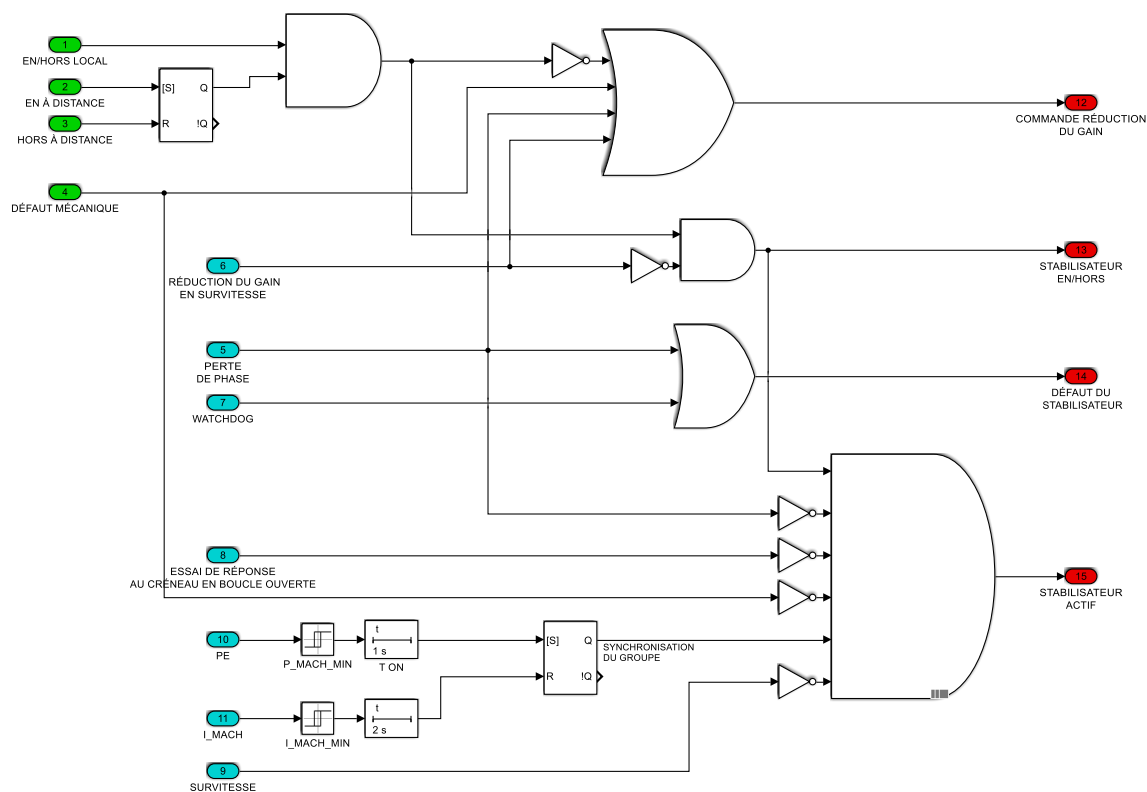 1
EN/HORS LOCAL
2
EN À DISTANCE
3
HORS À DISTANCE
[S]
Q
R
!Q
4
DÉFAUT MÉCANIQUE
12
COMMANDE RÉDUCTION
DU GAIN
6
RÉDUCTION DU GAIN
EN SURVITESSE
13
STABILISATEUR
EN/HORS
5
PERTE
DE PHASE
7
WATCHDOG
14
DÉFAUT DU
STABILISATEUR
8
ESSAI DE RÉPONSE
AU CRÉNEAU EN BOUCLE OUVERTE
15
STABILISATEUR
ACTIF
10
PE
P_MACH_MIN
t
1 s
T ON
[S]
Q
R
!Q
SYNCHRONISATION
DU GROUPE
11
I_MACH
I_MACH_MIN
t
2 s
9
SURVITESSE